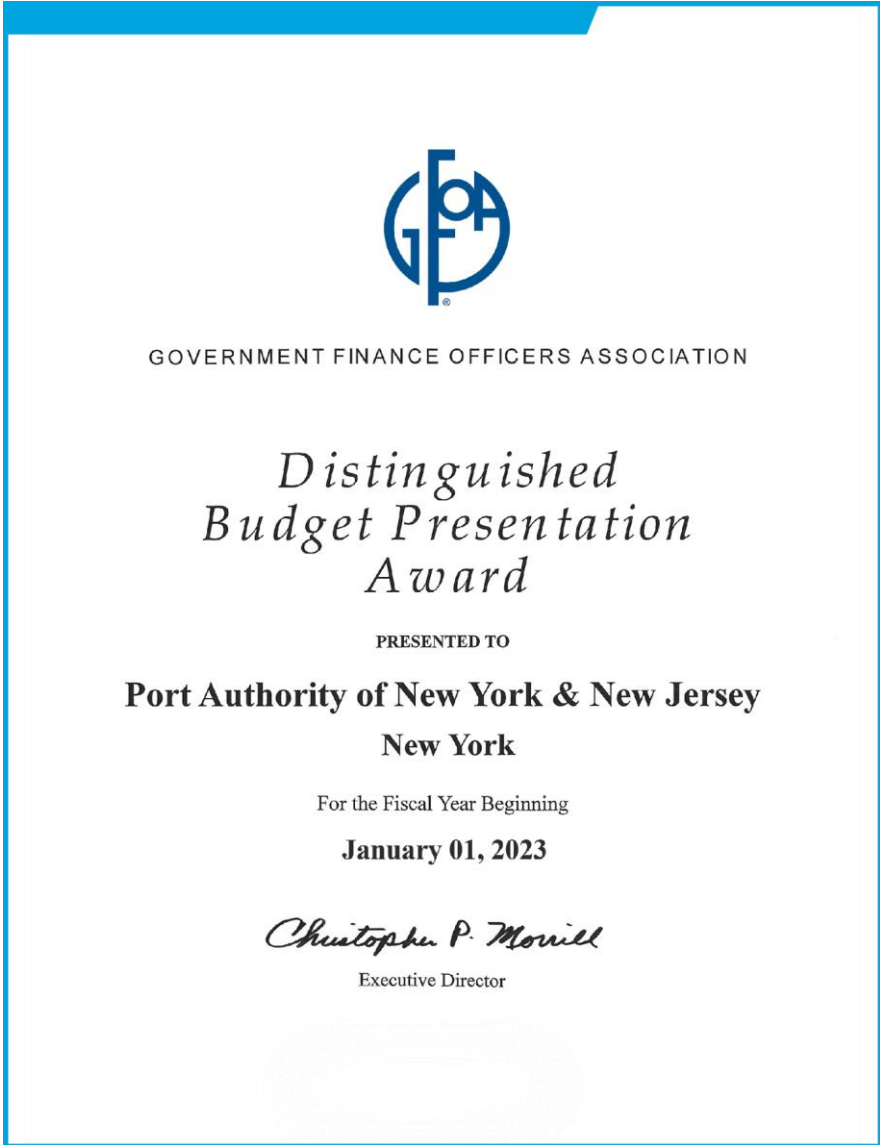 GFOA
®
GOVERNMENT FINANCE OFFICERS ASSOCIATION
Distinguished
Budget Presentation
Award
PRESENTED TO
Port Authority of New York & New Jersey
New York
For the Fiscal Year Beginning
January 01, 2023
Christopher P. Morrill
Executive Director